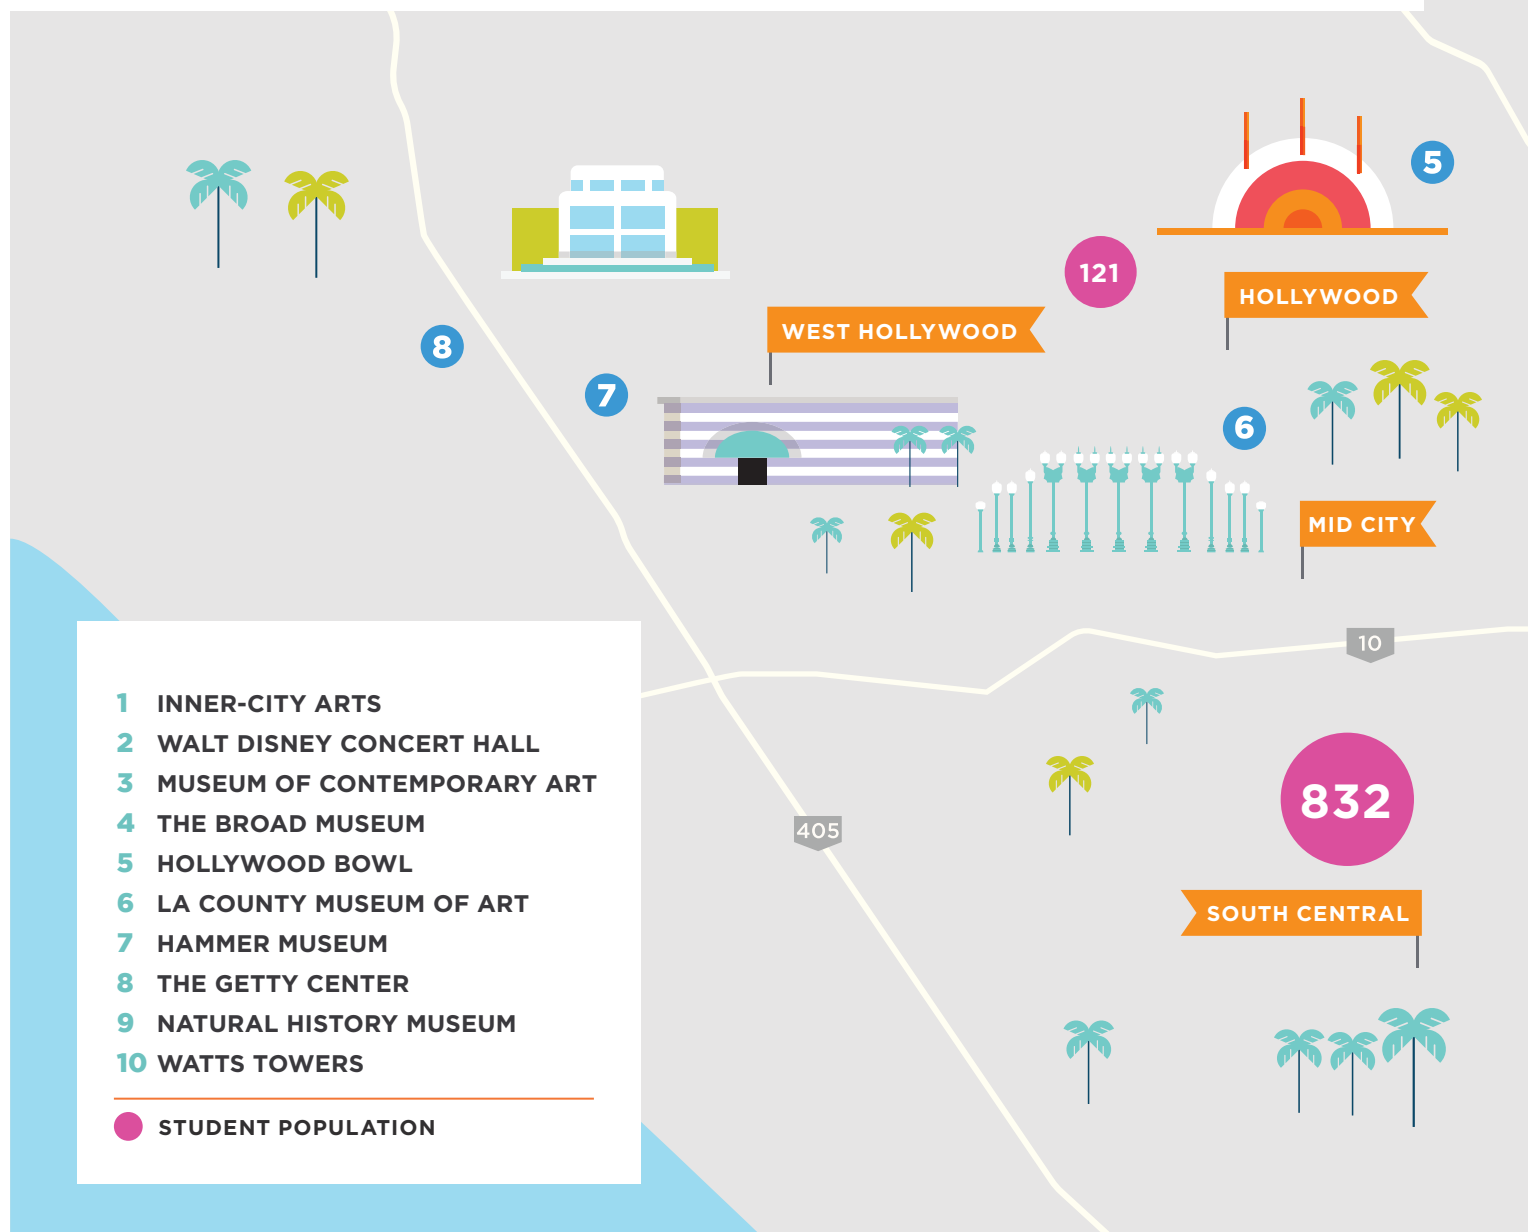 5
121
HOLLYWOOD
WEST HOLLYWOOD
8
7
6
MID CITY
10
832
405
SOUTH CENTRAL
1 INNER-CITY ARTS
2 WALT DISNEY CONCERT HALL
3 MUSEUM OF CONTEMPORARY ART
4 THE BROAD MUSEUM
5 HOLLYWOOD BOWL
6 LA COUNTY MUSEUM OF ART
7 HAMMER MUSEUM
8 THE GETTY CENTER
9 NATURAL HISTORY MUSEUM
10 WATTS TOWERS
STUDENT POPULATION